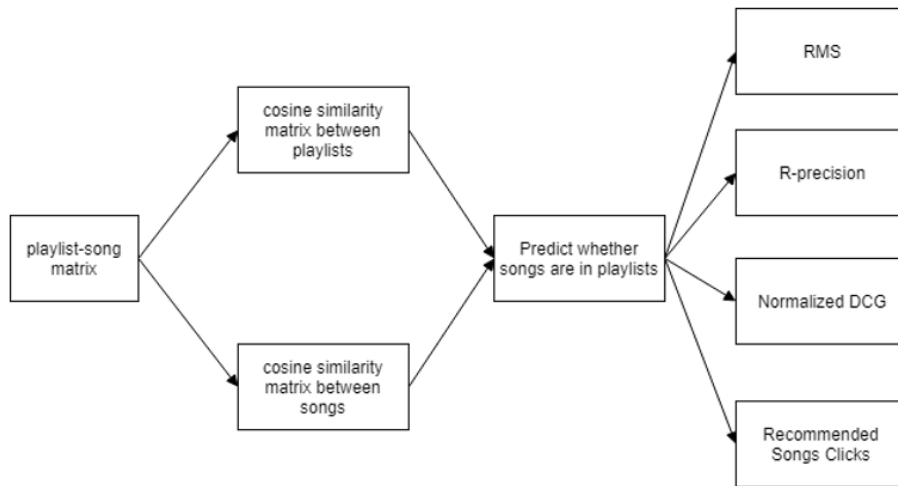 playlist-song
matrix
cosine similarity
matrix between
playlists
cosine similarity
matrix between
songs
Predict whether
songs are in playlists
RMS
R-precision
Normalized DCG
Recommended
Songs Clicks